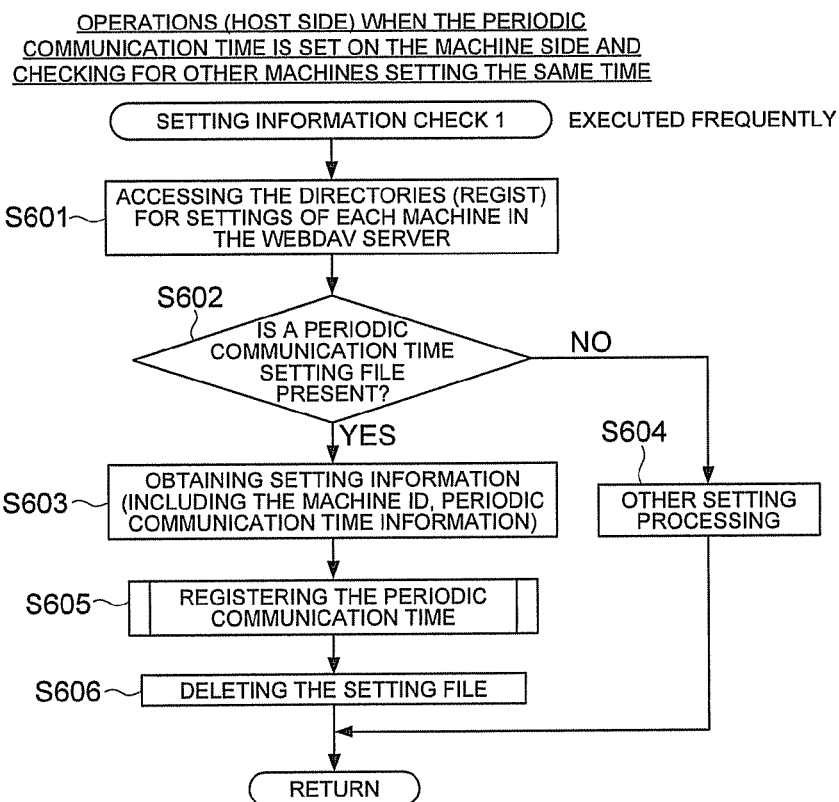 OPERATIONS (HOST SIDE) WHEN THE PERIODIC
COMMUNICATION TIME IS SET ON THE MACHINE SIDE AND
CHECKING FOR OTHER MACHINES SETTING THE SAME TIME
SETTING INFORMATION CHECK 1
EXECUTED FREQUENTLY
S601
ACCESSING THE DIRECTORIES (REGIST)
FOR SETTINGS OF EACH MACHINE IN
THE WEBDAV SERVER
S602
IS A PERIODIC
COMMUNICATION TIME
SETTING FILE
PRESENT?
NO
YES
S603
OBTAINING SETTING INFORMATION
(INCLUDING THE MACHINE ID, PERIODIC
COMMUNICATION TIME INFORMATION)
S604
OTHER SETTING
PROCESSING
S605
REGISTERING THE PERIODIC
COMMUNICATION TIME
S606
DELETING THE SETTING FILE
RETURN